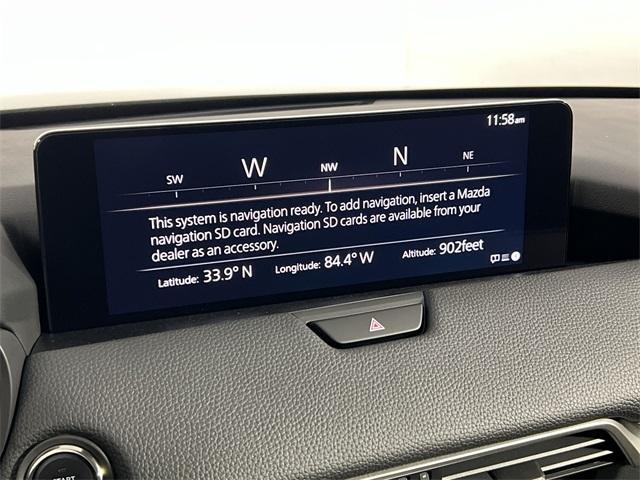 11:58am
SW W NW N NE
This system is navigation ready. To add navigation, insert a Mazda
navigation SD card. Navigation SD cards are available from your
dealer as an accessory.
Latitude: 33.9° N Longitude: 84.4° W Altitude: 902feet
START